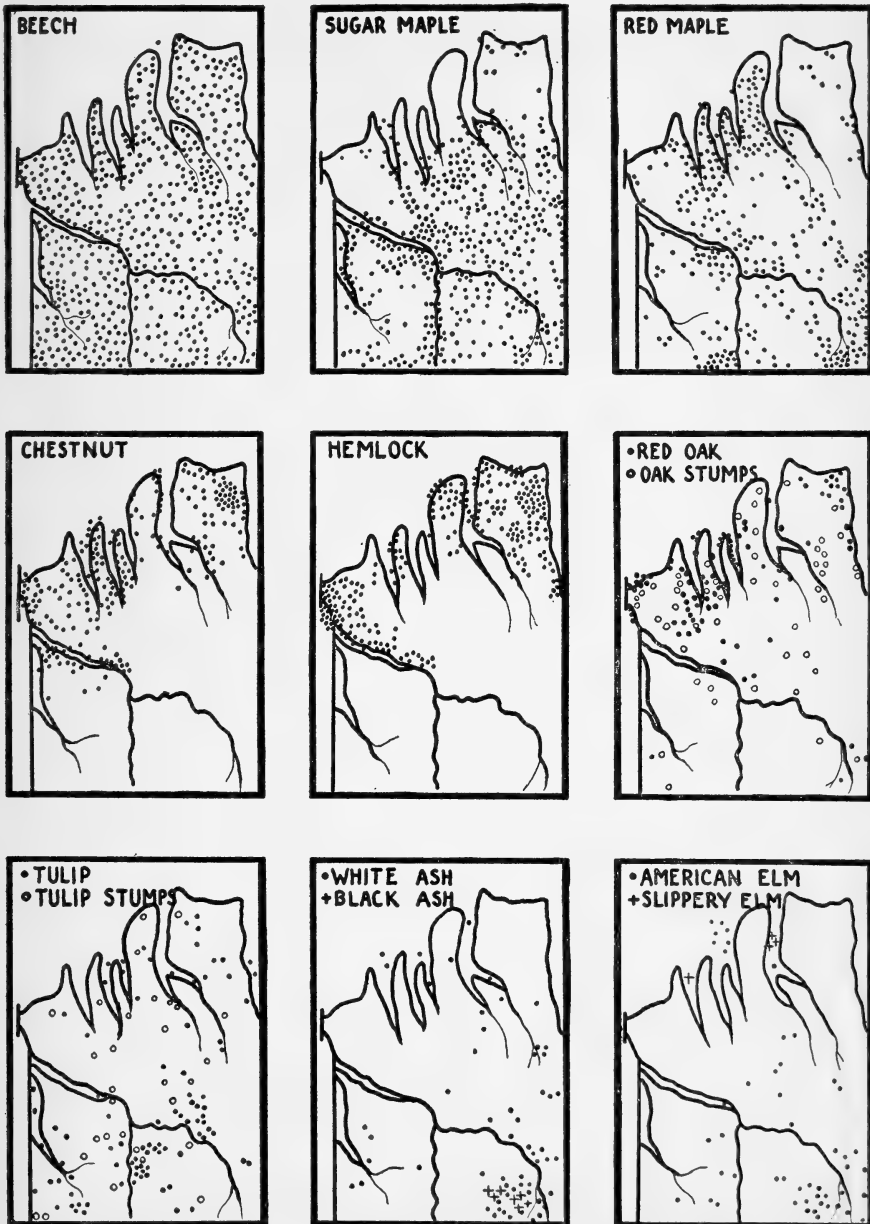 BEECH
SUGAR MAPLE
RED MAPLE
CHESTNUT
HEMLOCK
•RED OAK
○OAK STUMPS
•TULIP
○TULIP STUMPS
•WHITE ASH
+BLACK ASH
•AMERICAN ELM
+SLIPPERY ELM